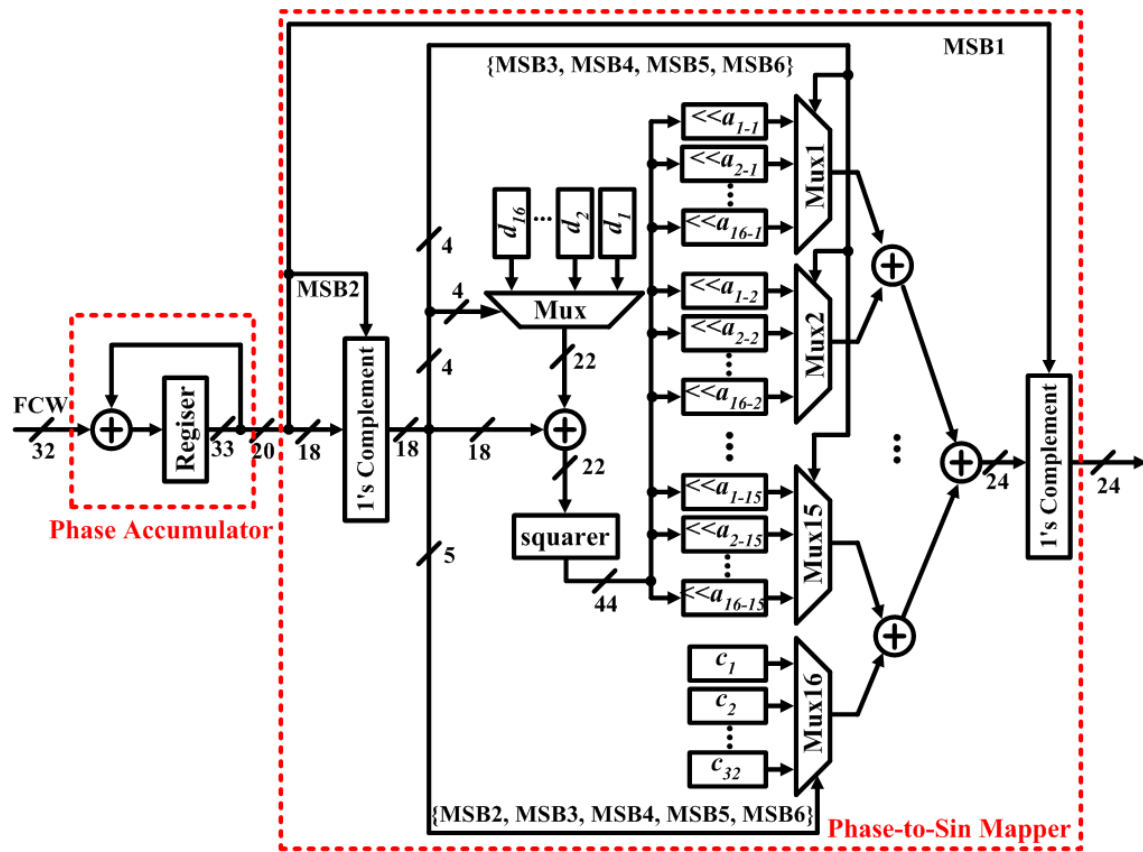 MSB1
{MSB3, MSB4, MSB5, MSB6}
<<a1-1
<<a2-1
<<a16-1
Mux1
d16 ... d2 d1
4
MSB2
4
Mux
<<a1-2
<<a2-2
<<a16-2
Mux2
4
22
FCW
32
Regiser
33
20
18
1's Complement
18
18
22
Phase Accumulator
squarer
5
44
<<a1-15
<<a2-15
<<a16-15
Mux15
24
1's Complement
24
c1
c2
c32
Mux16
{MSB2, MSB3, MSB4, MSB5, MSB6}
Phase-to-Sin Mapper